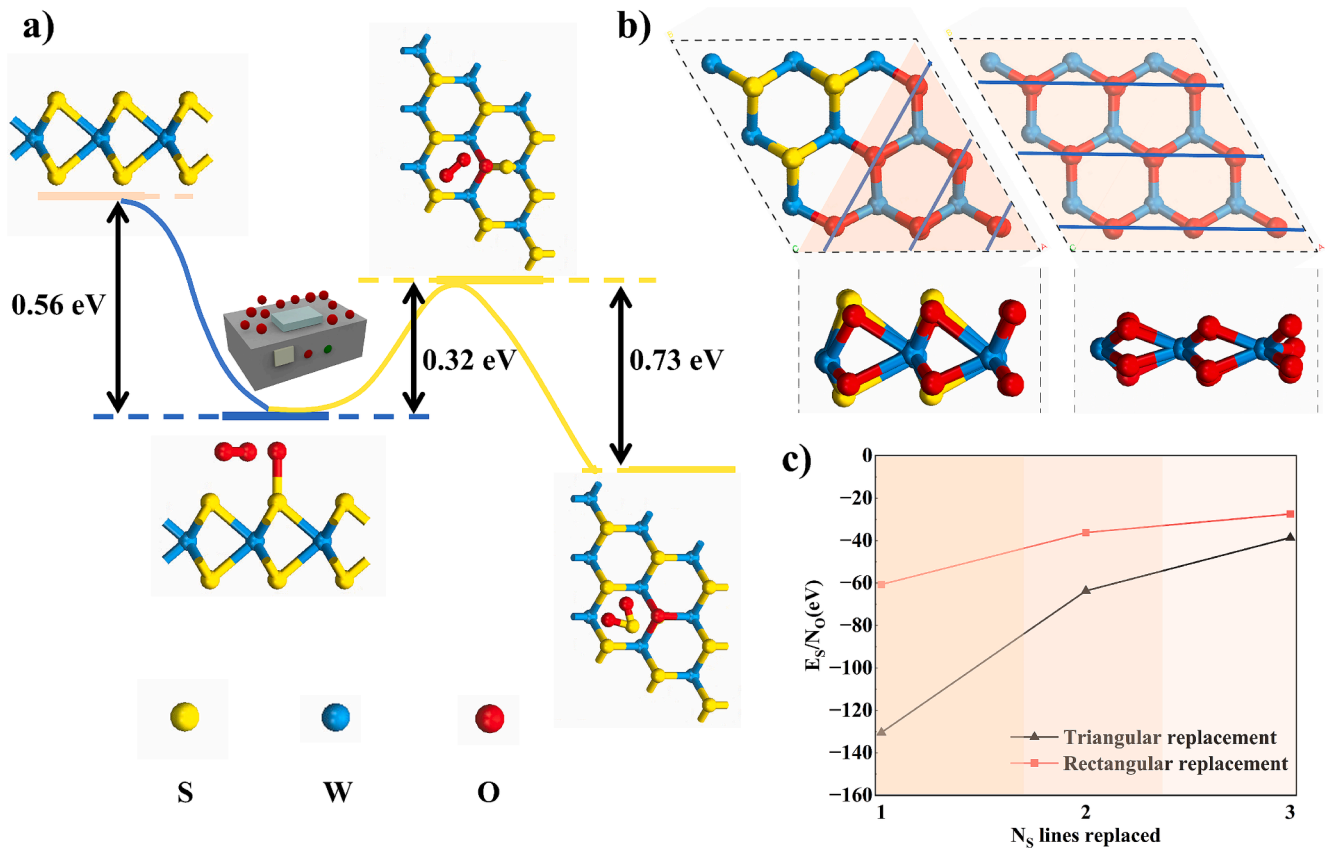 a)
0.56 eV
0.32 eV
0.73 eV
S
W
O
b)
c)
E_S/N_O(eV)
0
−20
−40
−60
−80
−100
−120
−140
−160
Triangular replacement
Rectangular replacement
1
2
3
N_S lines replaced